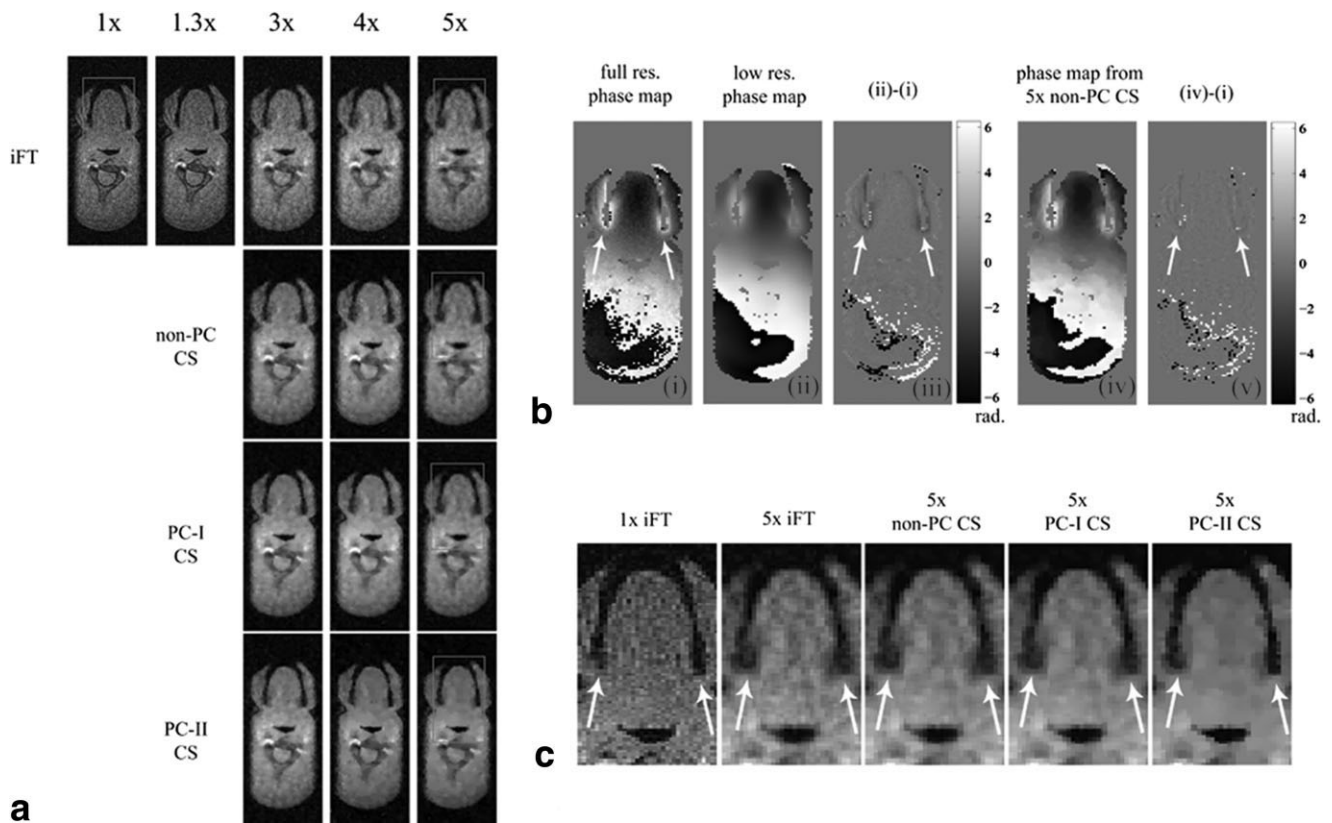 1x 1.3x 3x 4x 5x
iFT
non-PC
CS
PC-I
CS
PC-II
CS
a
full res.
phase map
low res.
phase map
(ii)-(i)
phase map from
5x non-PC CS
(iv)-(i)
6
4
2
0
−2
−4
−6
rad.
6
4
2
0
−2
−4
−6
rad.
(i)
(ii)
(iii)
(iv)
(v)
b
1x iFT
5x iFT
5x
non-PC CS
5x
PC-I CS
5x
PC-II CS
c